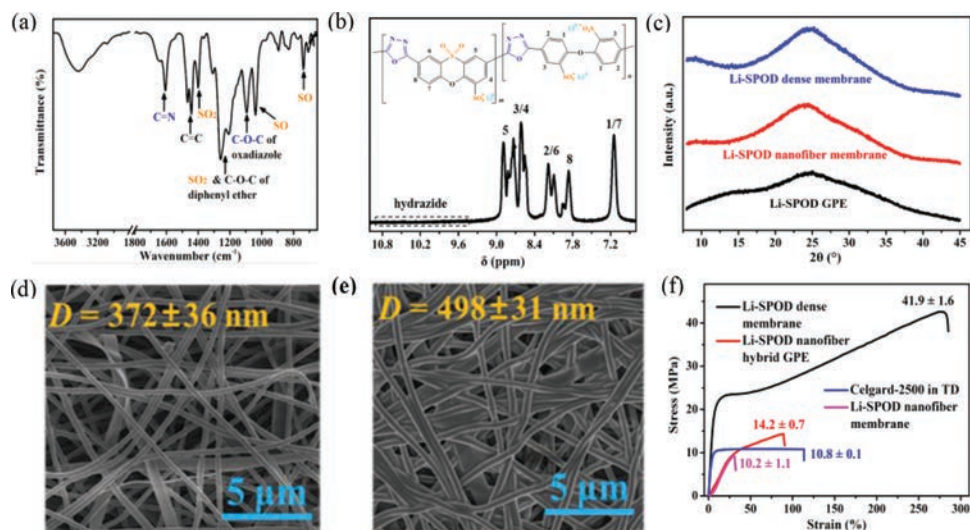 (a)
Transmittance (%)
C=N
C=C
SO₂
C-O-C of
oxadiazole
SO
SO
SO₂ & C-O-C of
diphenyl ether
3600 3200 1800 1600 1400 1200 1000 800
Wavenumber (cm⁻¹)
(b)
hydrazide
5
3/4
2/6
8
1/7
10.8 10.2 9.6 9.0 8.4 7.8 7.2
δ (ppm)
(c)
Intensity (a.u.)
Li-SPOD dense membrane
Li-SPOD nanofiber membrane
Li-SPOD GPE
10 15 20 25 30 35 40 45
2θ (°)
(d)
D = 372±36 nm
5 μm
(e)
D = 498±31 nm
5 μm
(f)
Stress (MPa)
40
30
20
10
0
41.9 ± 1.6
Li-SPOD dense
membrane
Li-SPOD nanofiber
hybrid GPE
Celgard-2500 in TD
Li-SPOD nanofiber
membrane
14.2 ± 0.7
10.8 ± 0.1
10.2 ± 1.1
0 50 100 150 200 250 300
Strain (%)